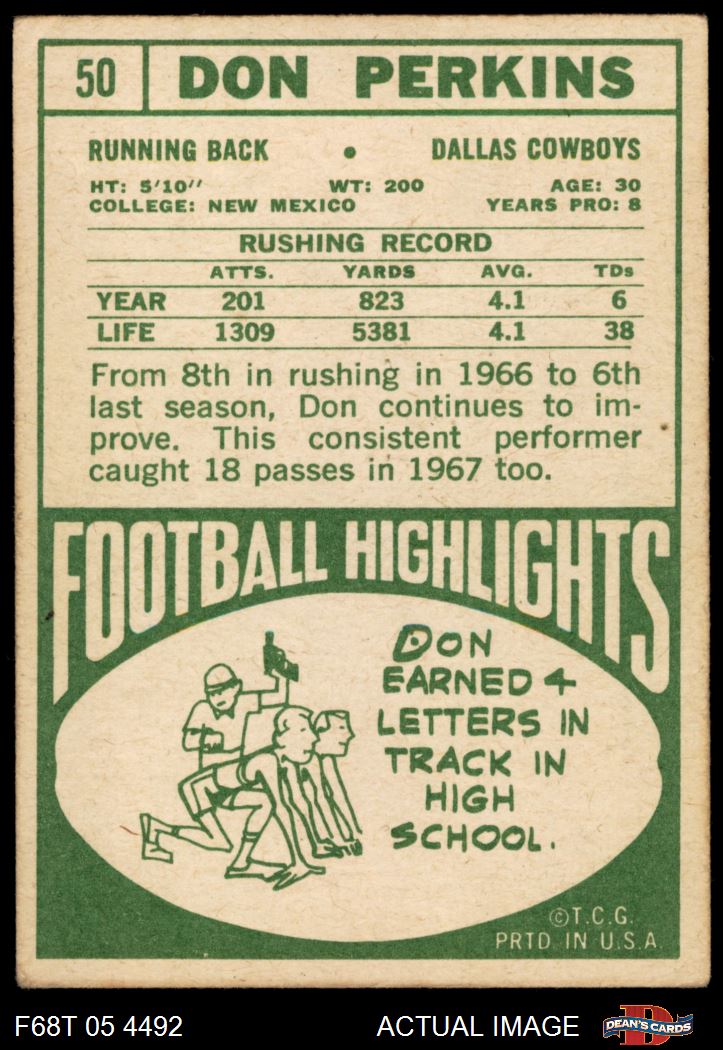 50 DON PERKINS
RUNNING BACK • DALLAS COWBOYS
HT: 5'10" WT: 200 AGE: 30
COLLEGE: NEW MEXICO YEARS PRO: 8
RUSHING RECORD
ATTS. YARDS AVG. TDs
YEAR 201 823 4.1 6
LIFE 1309 5381 4.1 38
From 8th in rushing in 1966 to 6th
last season, Don continues to im-
prove. This consistent performer
caught 18 passes in 1967 too.
FOOTBALL HIGHLIGHTS
DON
EARNED 4
LETTERS IN
TRACK IN
HIGH
SCHOOL.
©T.C.G.
PRTD. IN U.S.A.
F68T 05 4492 ACTUAL IMAGE D DEAN'S CARDS